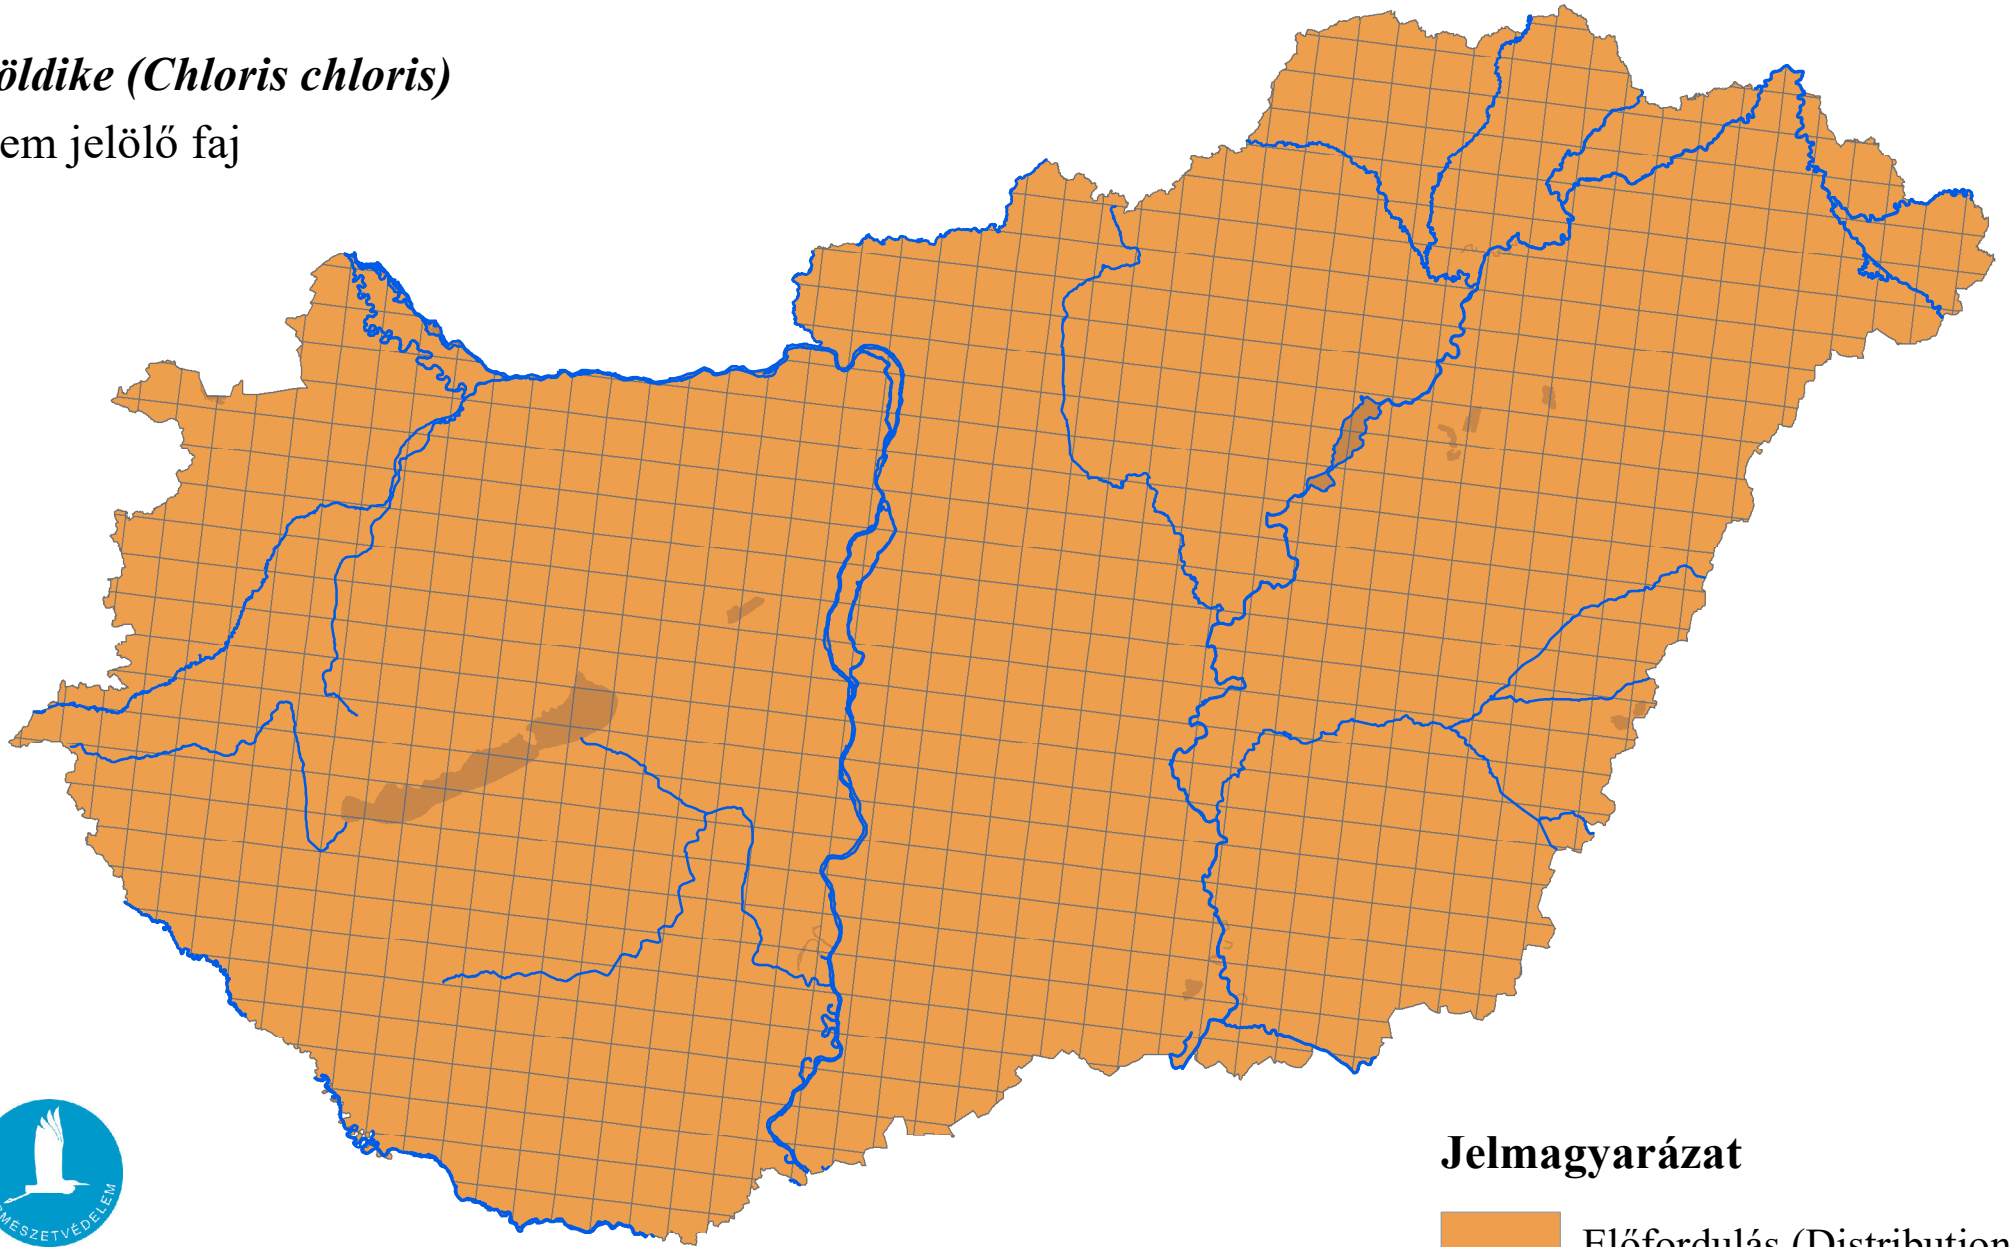 öldike (Chloris chloris)
em jelölő faj
MÉSZETVÉDELEM
Jelmagyarázat
Előfordulás (Distribution